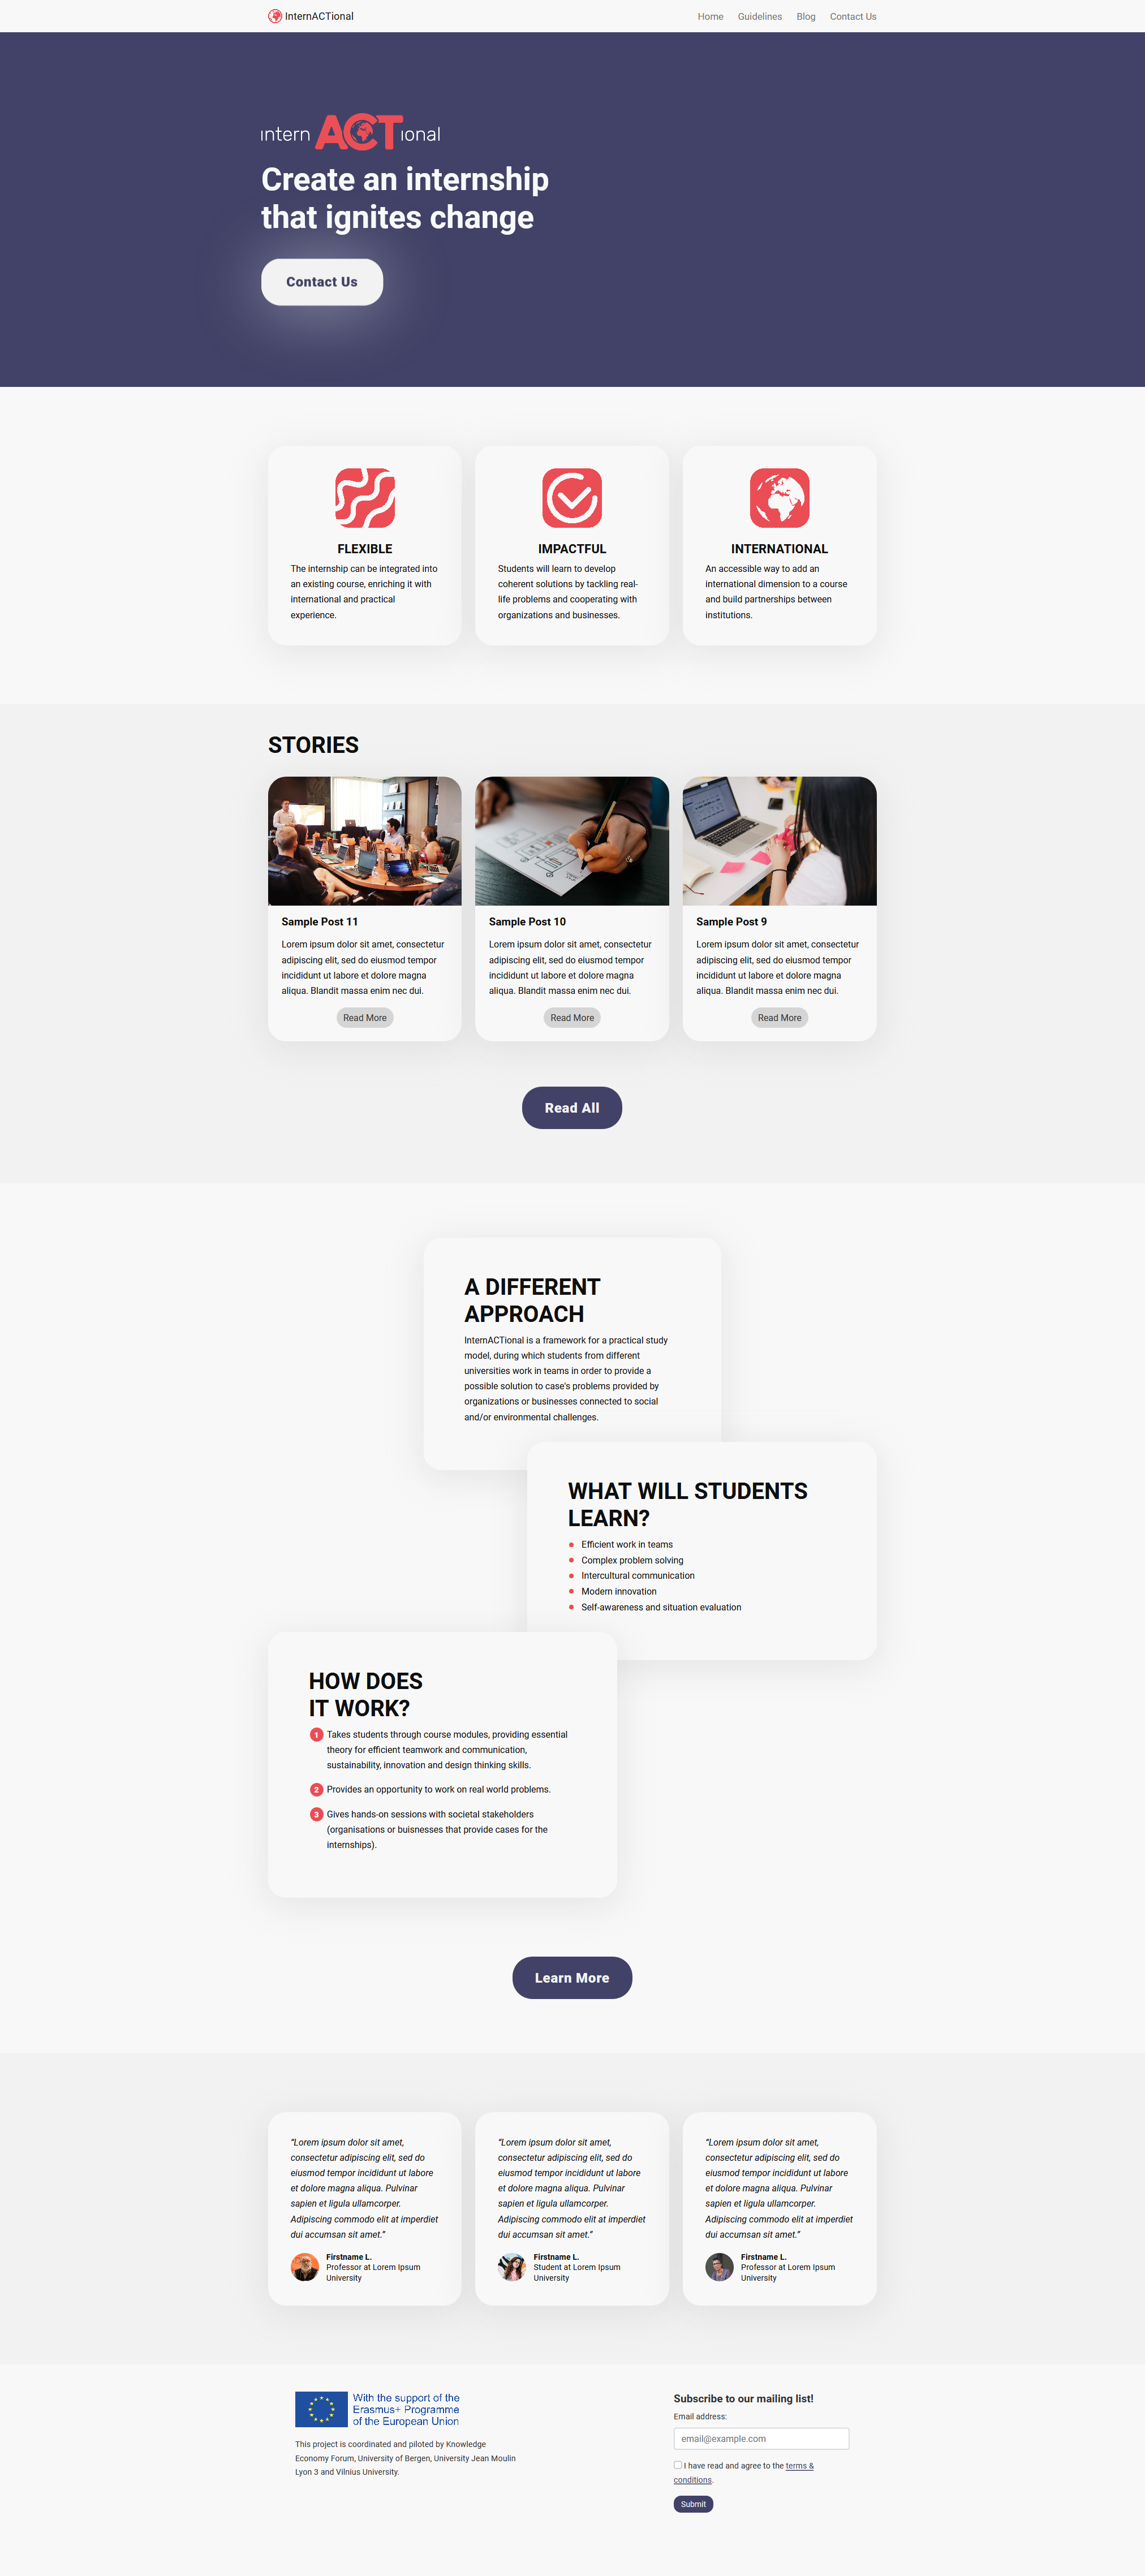 InternACTional
Home Guidelines Blog Contact Us
intern ACT ional
Create an internship
that ignites change
Contact Us
FLEXIBLE
The internship can be integrated into
an existing course, enriching it with
international and practical
experience.
IMPACTFUL
Students will learn to develop
coherent solutions by tackling real-
life problems and cooperating with
organizations and businesses.
INTERNATIONAL
An accessible way to add an
international dimension to a course
and build partnerships between
institutions.
STORIES
Sample Post 11
Lorem ipsum dolor sit amet, consectetur
adipiscing elit, sed do eiusmod tempor
incididunt ut labore et dolore magna
aliqua. Blandit massa enim nec dui.
Read More
Sample Post 10
Lorem ipsum dolor sit amet, consectetur
adipiscing elit, sed do eiusmod tempor
incididunt ut labore et dolore magna
aliqua. Blandit massa enim nec dui.
Read More
Sample Post 9
Lorem ipsum dolor sit amet, consectetur
adipiscing elit, sed do eiusmod tempor
incididunt ut labore et dolore magna
aliqua. Blandit massa enim nec dui.
Read More
Read All
A DIFFERENT
APPROACH
InternACTional is a framework for a practical study
model, during which students from different
universities work in teams in order to provide a
possible solution to case's problems provided by
organizations or businesses connected to social
and/or environmental challenges.
WHAT WILL STUDENTS
LEARN?
Efficient work in teams
Complex problem solving
Intercultural communication
Modern innovation
Self-awareness and situation evaluation
HOW DOES
IT WORK?
1 Takes students through course modules, providing essential
theory for efficient teamwork and communication,
sustainability, innovation and design thinking skills.
2 Provides an opportunity to work on real world problems.
3 Gives hands-on sessions with societal stakeholders
(organisations or buisnesses that provide cases for the
internships).
Learn More
“Lorem ipsum dolor sit amet,
consectetur adipiscing elit, sed do
eiusmod tempor incididunt ut labore
et dolore magna aliqua. Pulvinar
sapien et ligula ullamcorper.
Adipiscing commodo elit at imperdiet
dui accumsan sit amet.”
Firstname L.
Professor at Lorem Ipsum
University
“Lorem ipsum dolor sit amet,
consectetur adipiscing elit, sed do
eiusmod tempor incididunt ut labore
et dolore magna aliqua. Pulvinar
sapien et ligula ullamcorper.
Adipiscing commodo elit at imperdiet
dui accumsan sit amet.”
Firstname L.
Student at Lorem Ipsum
University
“Lorem ipsum dolor sit amet,
consectetur adipiscing elit, sed do
eiusmod tempor incididunt ut labore
et dolore magna aliqua. Pulvinar
sapien et ligula ullamcorper.
Adipiscing commodo elit at imperdiet
dui accumsan sit amet.”
Firstname L.
Professor at Lorem Ipsum
University
With the support of the
Erasmus+ Programme
of the European Union
This project is coordinated and piloted by Knowledge
Economy Forum, University of Bergen, University Jean Moulin
Lyon 3 and Vilnius University.
Subscribe to our mailing list!
Email address:
email@example.com
I have read and agree to the terms &
conditions.
Submit